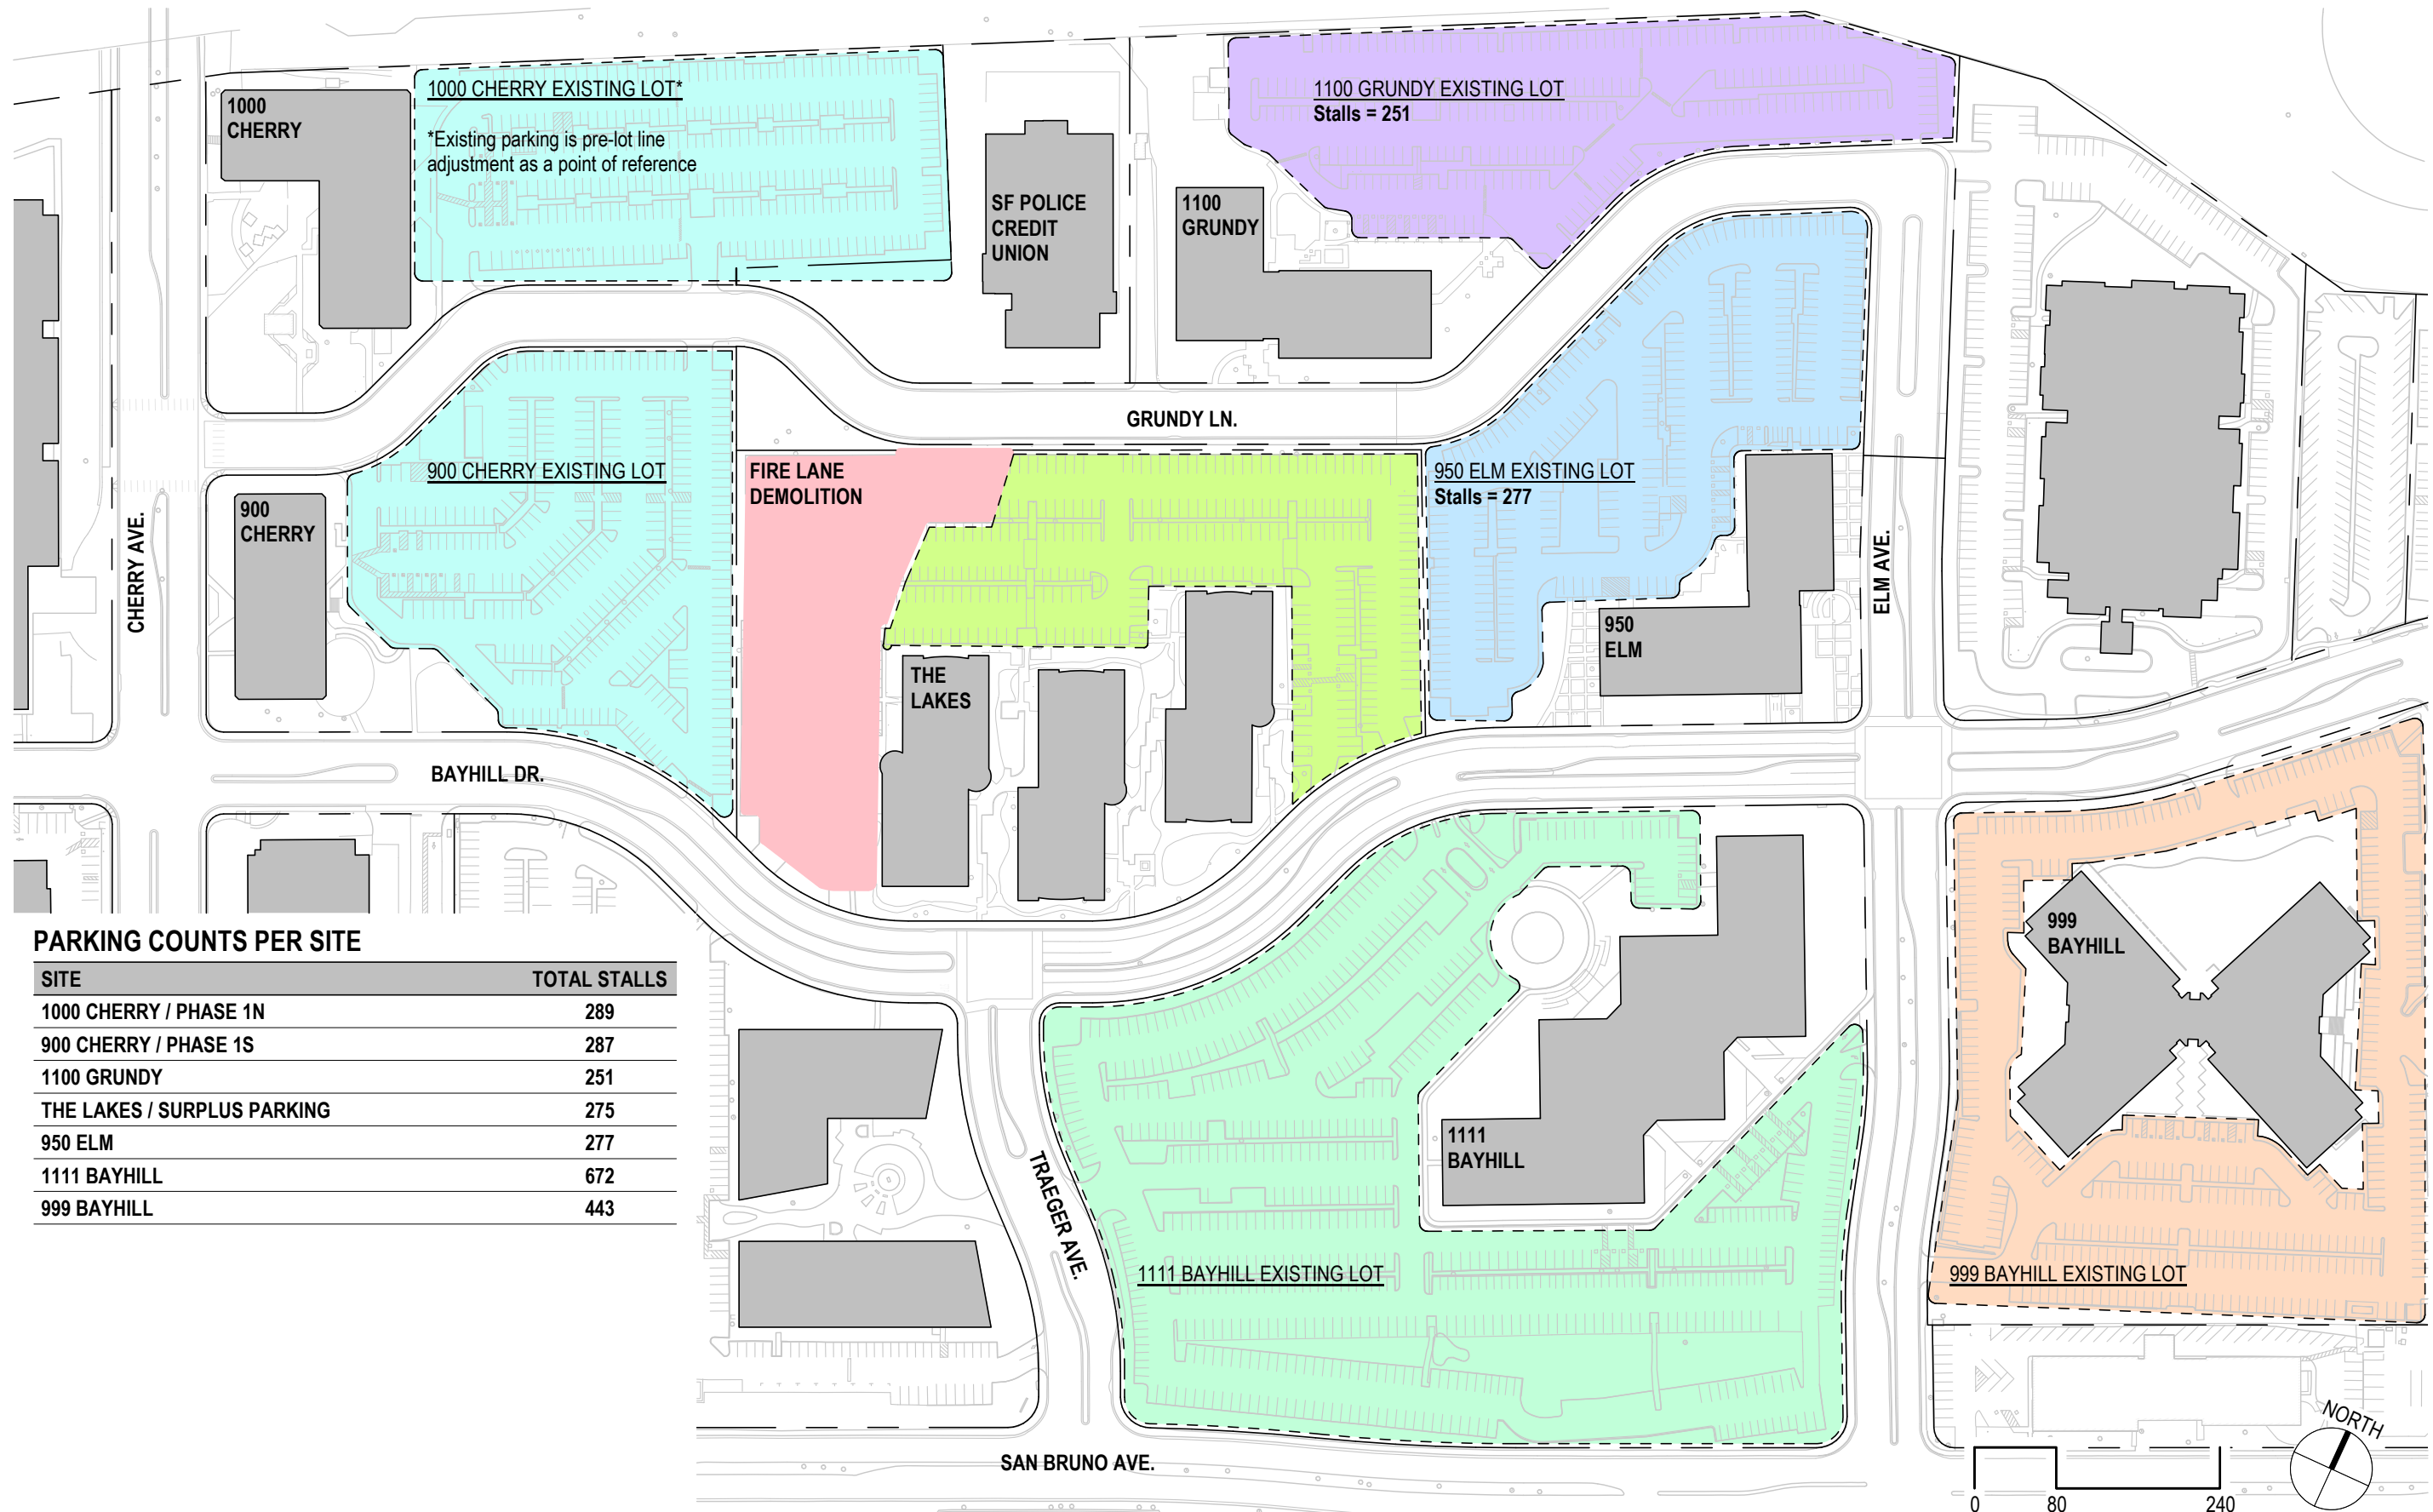 1000 CHERRY EXISTING LOT*
*Existing parking is pre-lot line
adjustment as a point of reference
1000
CHERRY
1100 GRUNDY EXISTING LOT
Stalls = 251
SF POLICE
CREDIT
UNION
1100
GRUNDY
GRUNDY LN.
900 CHERRY EXISTING LOT
FIRE LANE
DEMOLITION
950 ELM EXISTING LOT
Stalls = 277
900
CHERRY
CHERRY AVE.
ELM AVE.
950
ELM
THE
LAKES
BAYHILL DR.
999
BAYHILL
1111
BAYHILL
TRAEGER AVE.
1111 BAYHILL EXISTING LOT
999 BAYHILL EXISTING LOT
SAN BRUNO AVE.
PARKING COUNTS PER SITE
SITE TOTAL STALLS
1000 CHERRY / PHASE 1N 289
900 CHERRY / PHASE 1S 287
1100 GRUNDY 251
THE LAKES / SURPLUS PARKING 275
950 ELM 277
1111 BAYHILL 672
999 BAYHILL 443
NORTH
0 80 240